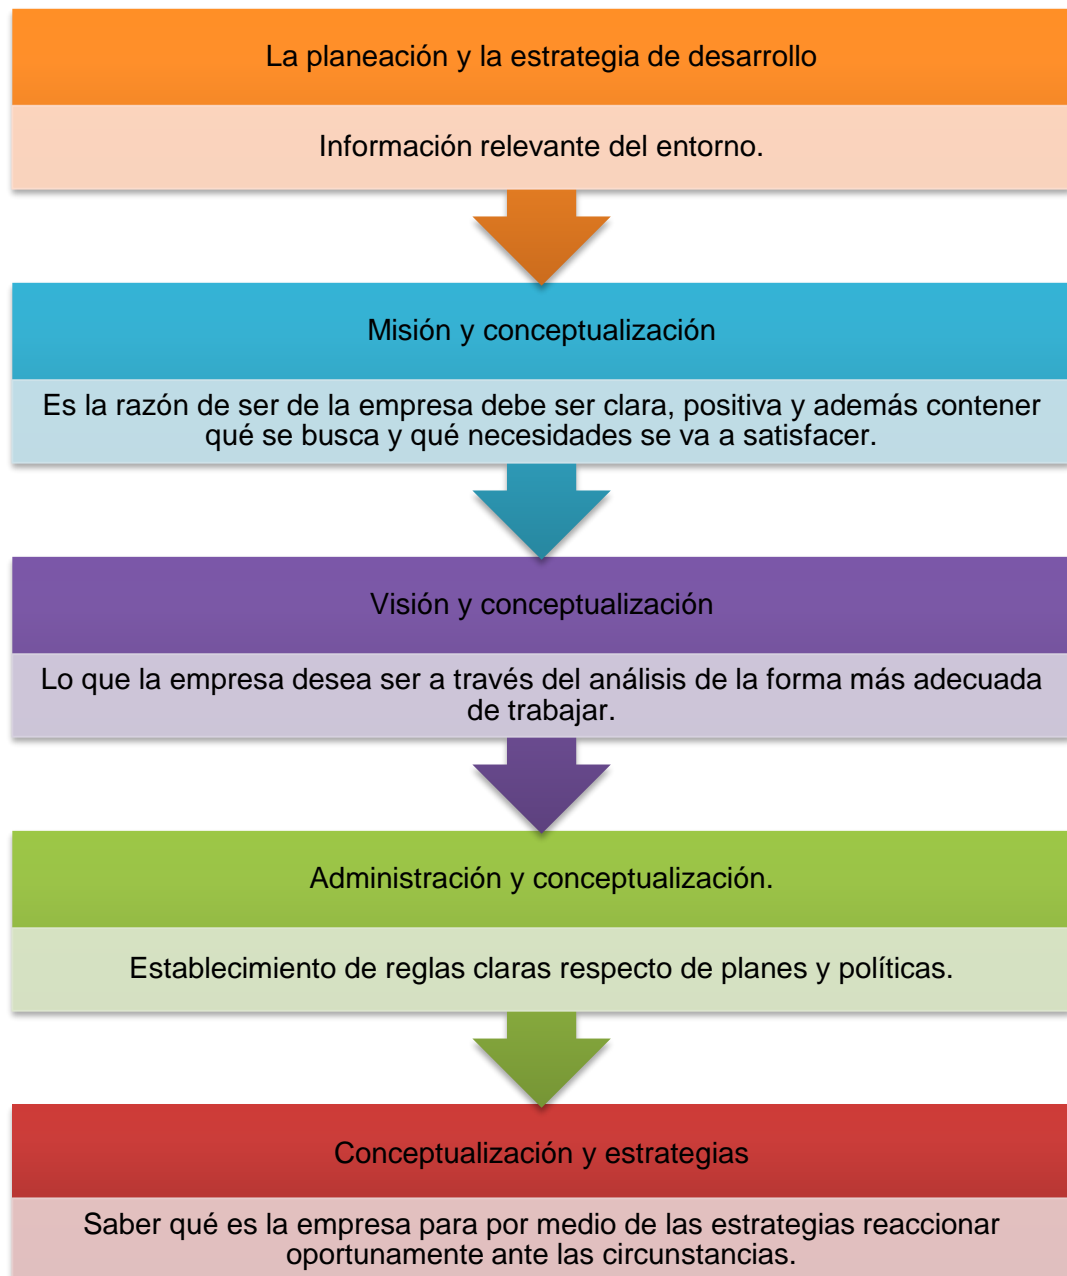 La planeación y la estrategia de desarrollo
Información relevante del entorno.
Misión y conceptualización
Es la razón de ser de la empresa debe ser clara, positiva y además contener
qué se busca y qué necesidades se va a satisfacer.
Visión y conceptualización
Lo que la empresa desea ser a través del análisis de la forma más adecuada
de trabajar.
Administración y conceptualización.
Establecimiento de reglas claras respecto de planes y políticas.
Conceptualización y estrategias
Saber qué es la empresa para por medio de las estrategias reaccionar
oportunamente ante las circunstancias.